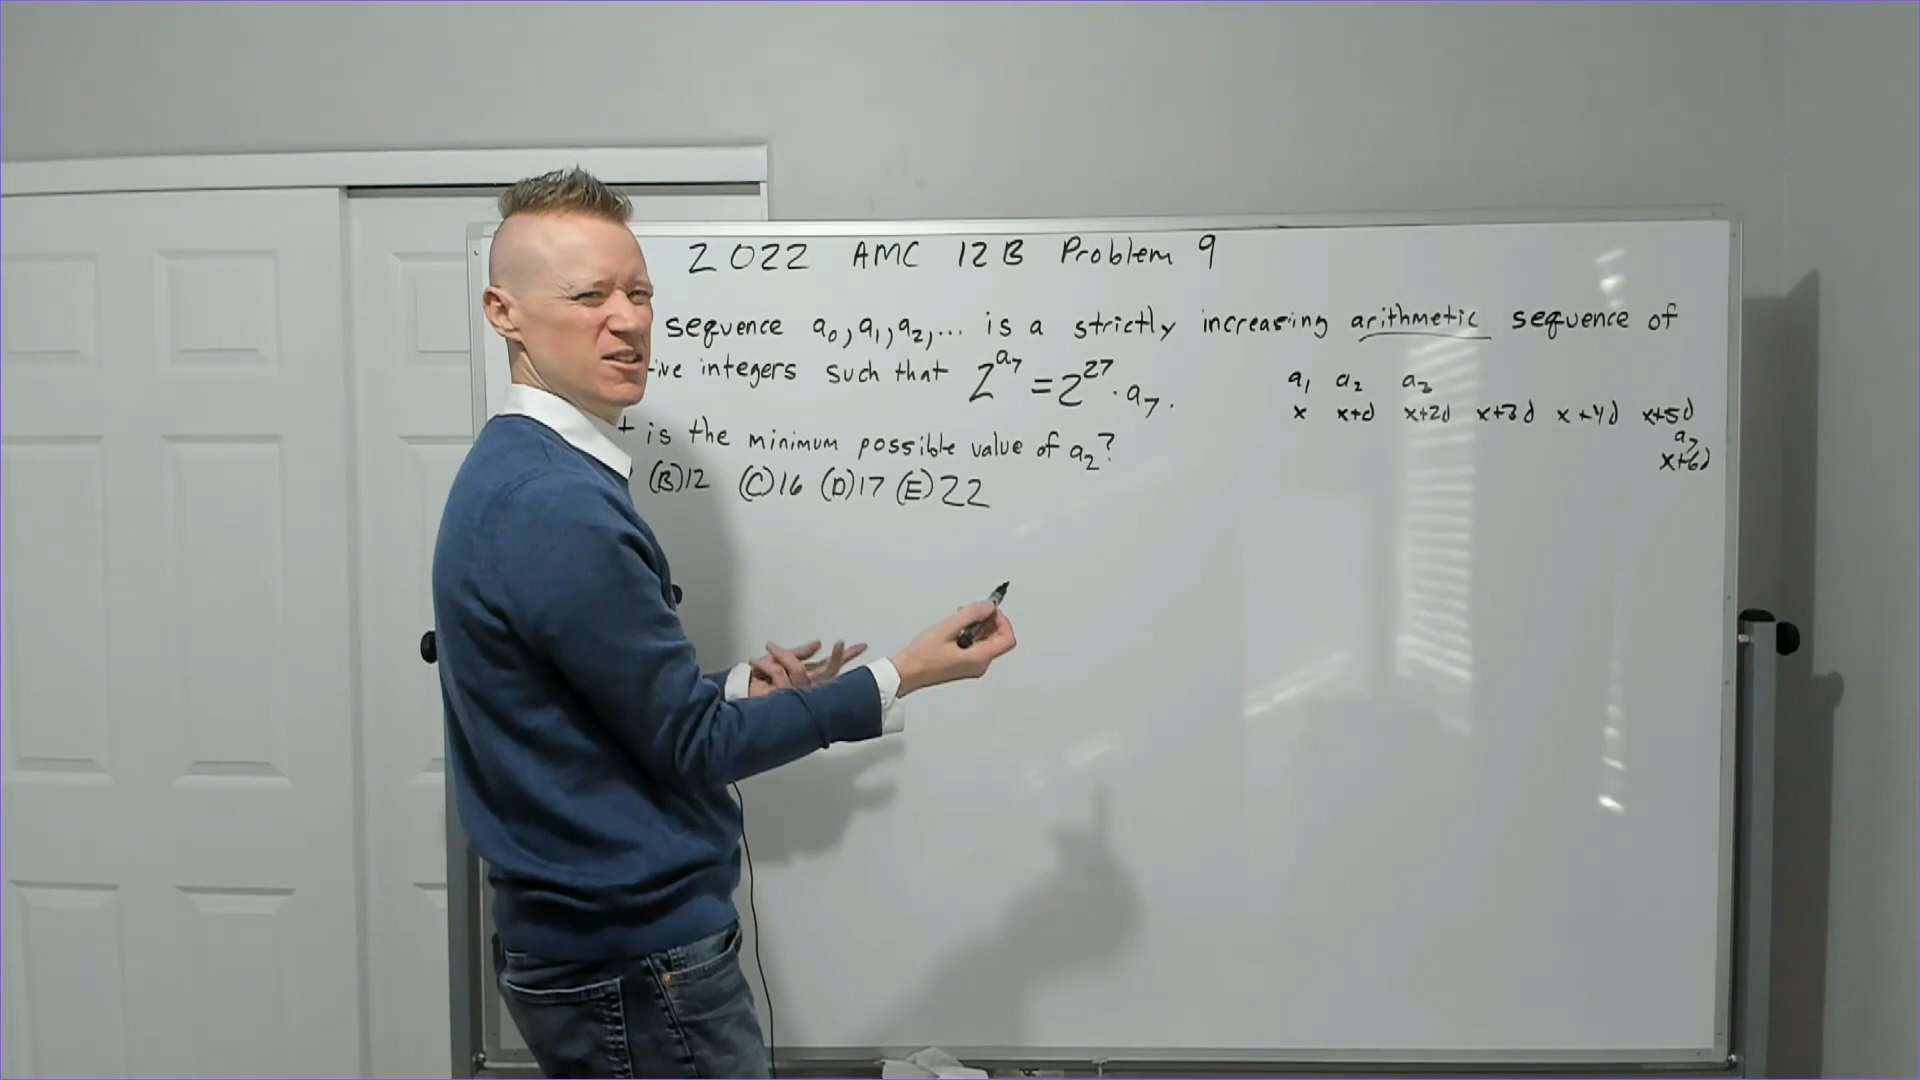 2022 AMC 12B Problem 9
sequence a₀, a₁, a₂, ... is a strictly increasing arithmetic sequence of
-ive integers such that 2^a₇ = 2^27 · a₇.
is the minimum possible value of a₂?
(B)12 (C)16 (D)17 (E)22
a₁ a₂ a₃
x x+d x+2d x+3d x+4d x+5d
a₇
x+6d